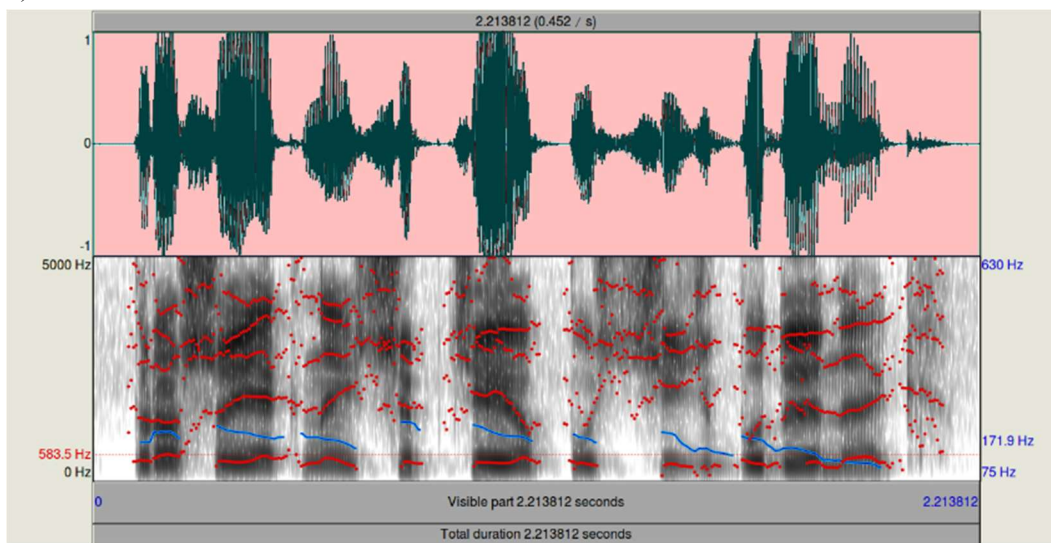 2.213812 (0.452 / s)
1
0
-1
5000 Hz
630 Hz
583.5 Hz
171.9 Hz
0 Hz
75 Hz
0
Visible part 2.213812 seconds
2.213812
Total duration 2.213812 seconds